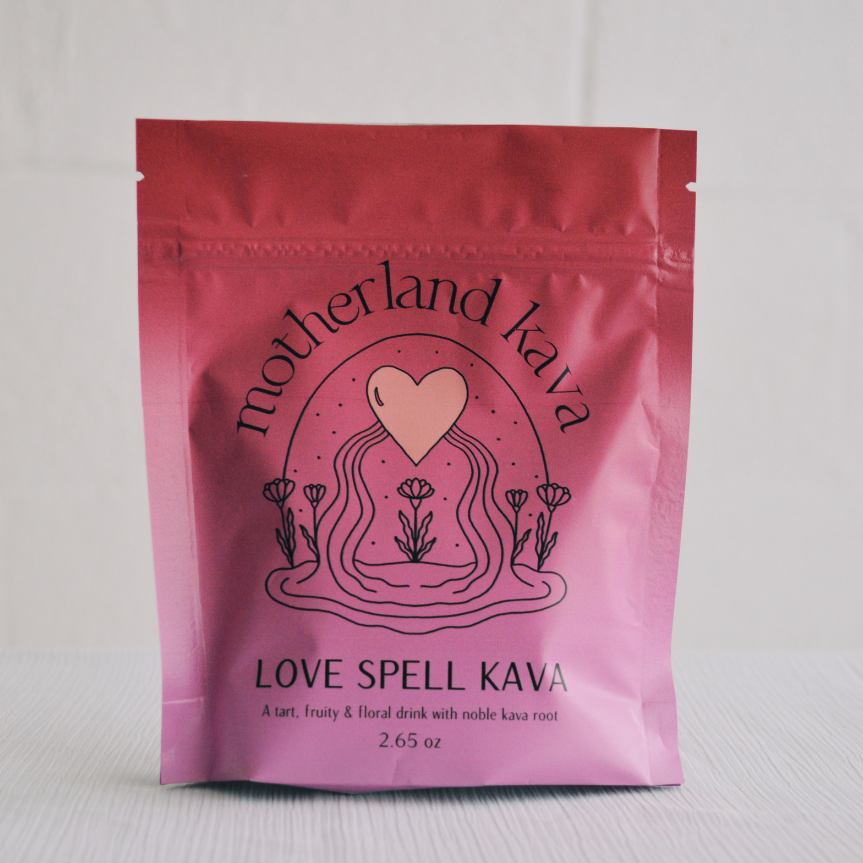 motherland kava
LOVE SPELL KAVA
A tart, fruity & floral drink with noble kava root
2.65 oz